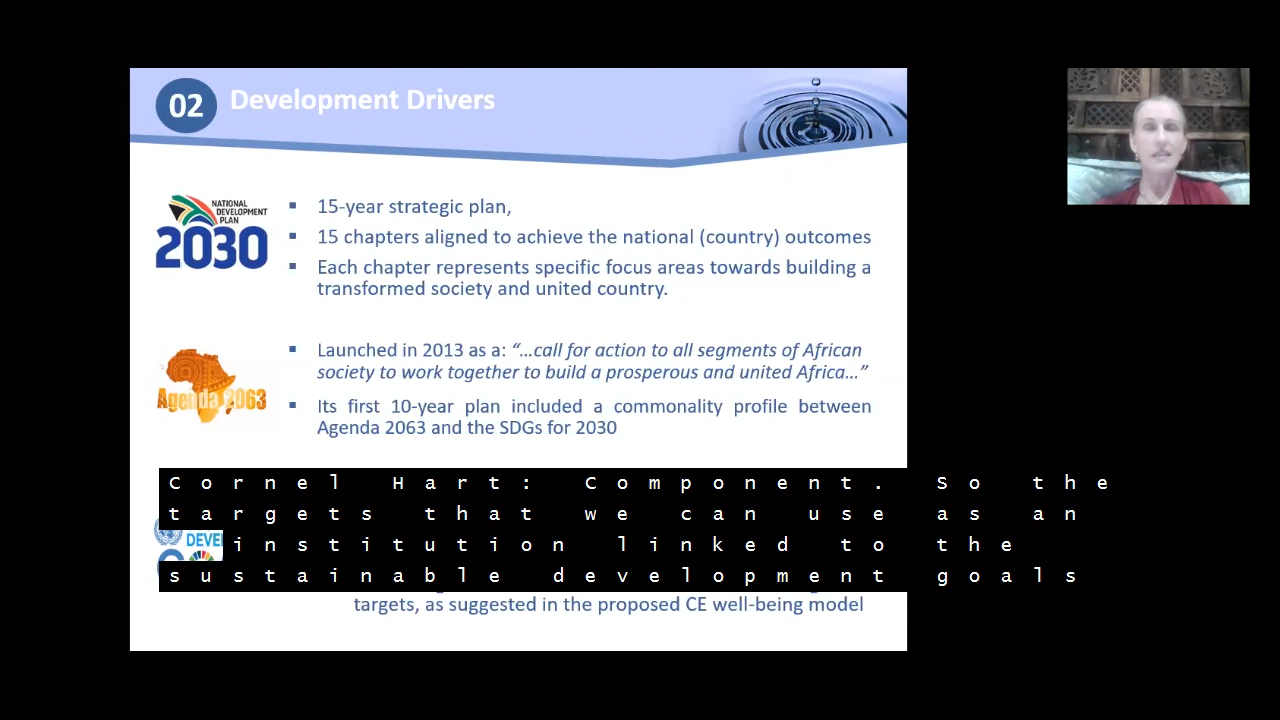 02
Development Drivers
NATIONAL
DEVELOPMENT
PLAN
2030
15-year strategic plan,
15 chapters aligned to achieve the national (country) outcomes
Each chapter represents specific focus areas towards building a
transformed society and united country.
Agenda 2063
Launched in 2013 as a: “…call for action to all segments of African
society to work together to build a prosperous and united Africa…”
Its first 10-year plan included a commonality profile between
Agenda 2063 and the SDGs for 2030
Cornel Hart: Component. So the
targets that we can use as an
DEVE
institution linked to the
sustainable development goals
targets, as suggested in the proposed CE well-being model